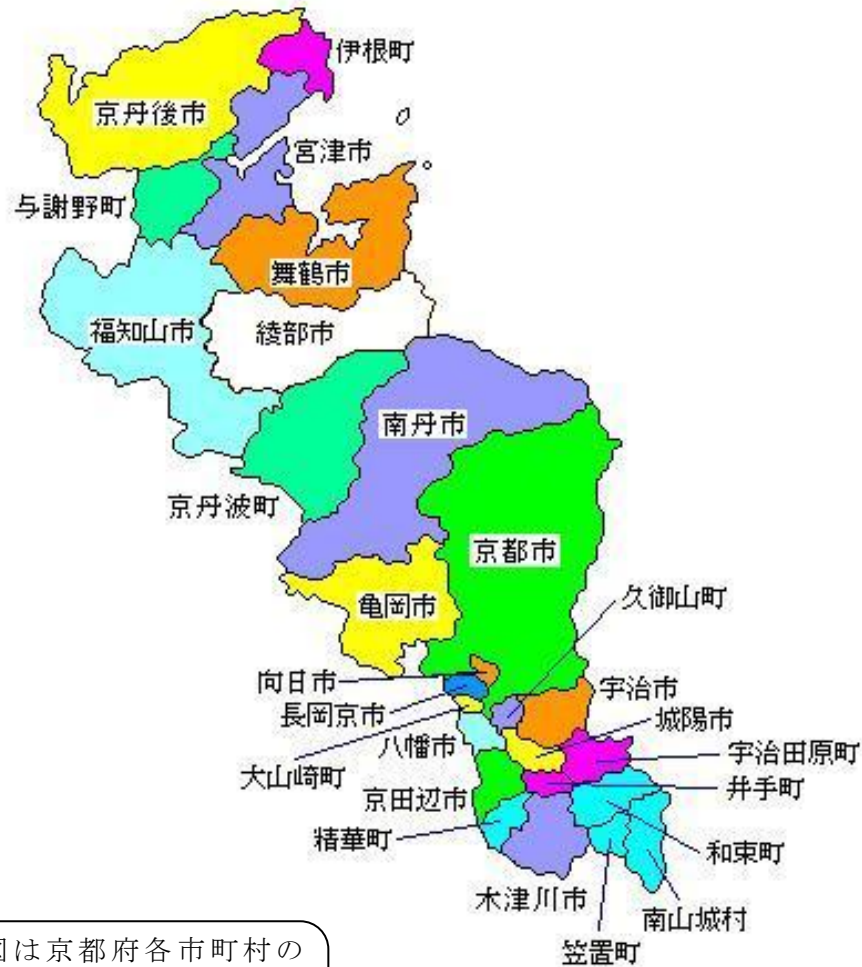 伊根町
京丹後市
宮津市
与謝野町
舞鶴市
福知山市
綾部市
南丹市
京丹波町
京都市
久御山町
亀岡市
向日市
宇治市
長岡京市
城陽市
八幡市
宇治田原町
大山崎町
井手町
京田辺市
精華町
和東町
木津川市
南山城村
笠置町
図は京都府各市町村の